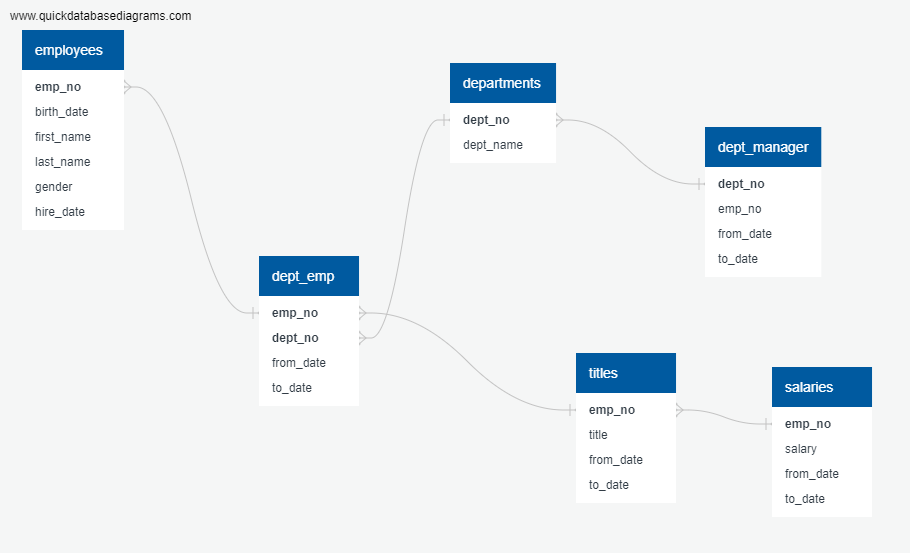 www.quickdatabasediagrams.com
employees
emp_no
birth_date
first_name
last_name
gender
hire_date
departments
dept_no
dept_name
dept_manager
dept_no
emp_no
from_date
to_date
dept_emp
emp_no
dept_no
from_date
to_date
titles
emp_no
title
from_date
to_date
salaries
emp_no
salary
from_date
to_date